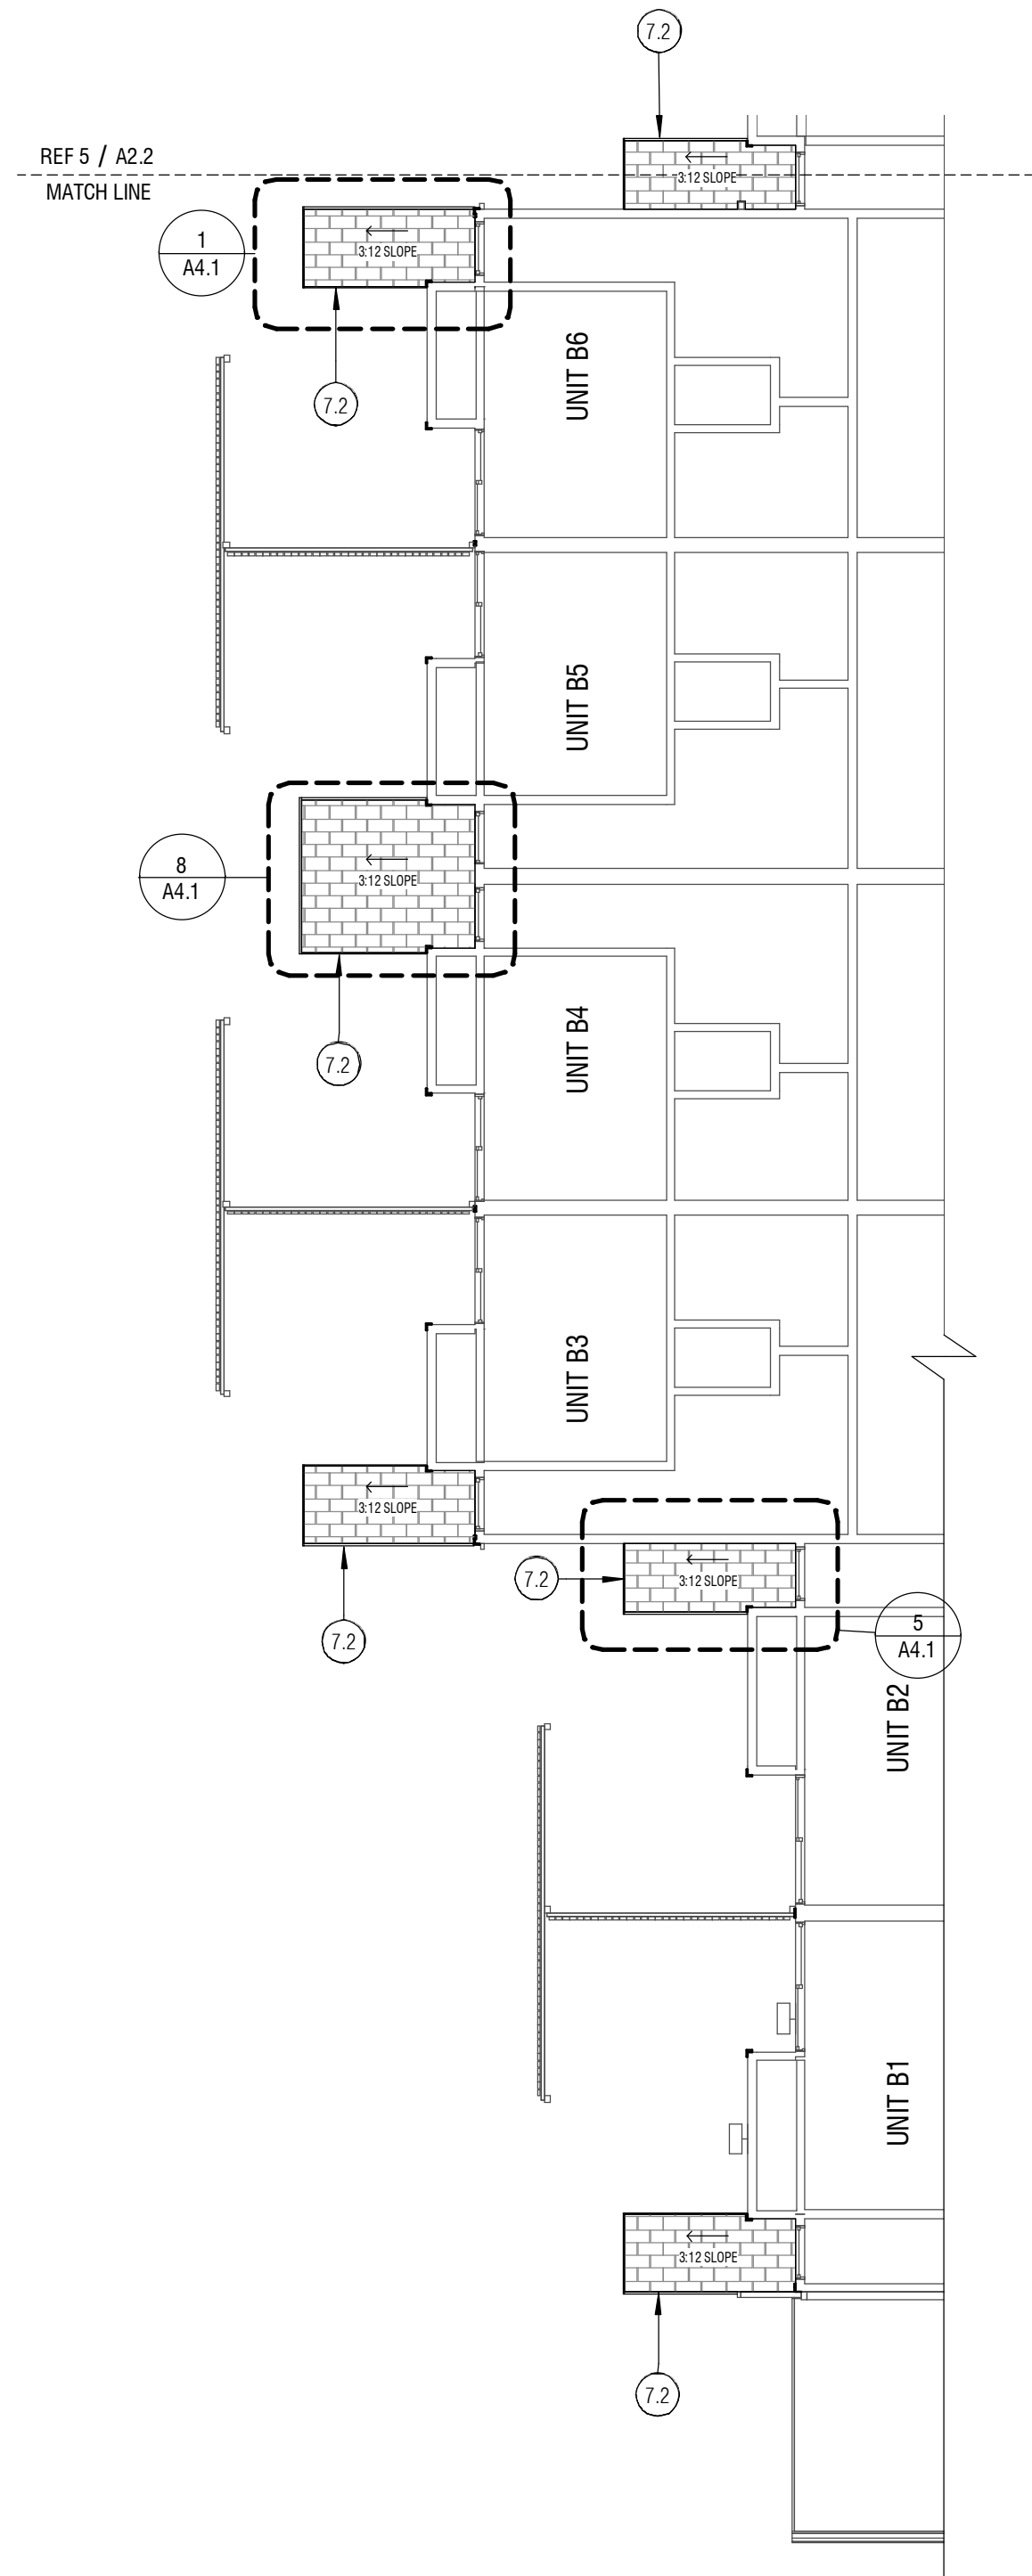 7.2
REF 5 / A2.2
MATCH LINE
3:12 SLOPE
1
A4.1
3:12 SLOPE
7.2
UNIT B6
UNIT B5
8
A4.1
3:12 SLOPE
7.2
UNIT B4
UNIT B3
3:12 SLOPE
7.2
7.2
3:12 SLOPE
5
A4.1
UNIT B2
UNIT B1
3:12 SLOPE
7.2